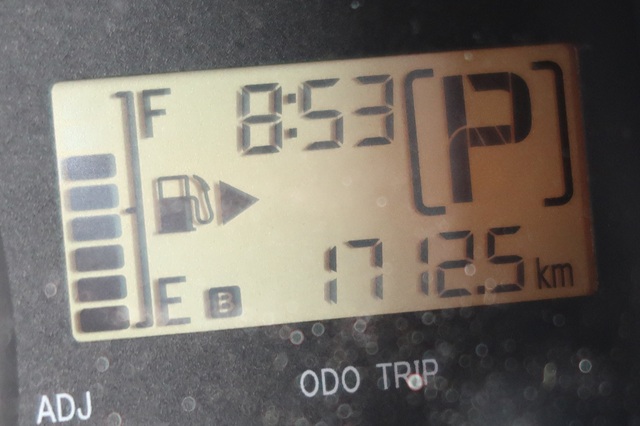 F 8:53 [P]
E B 1712.5 km
ODO TRIP
ADJ